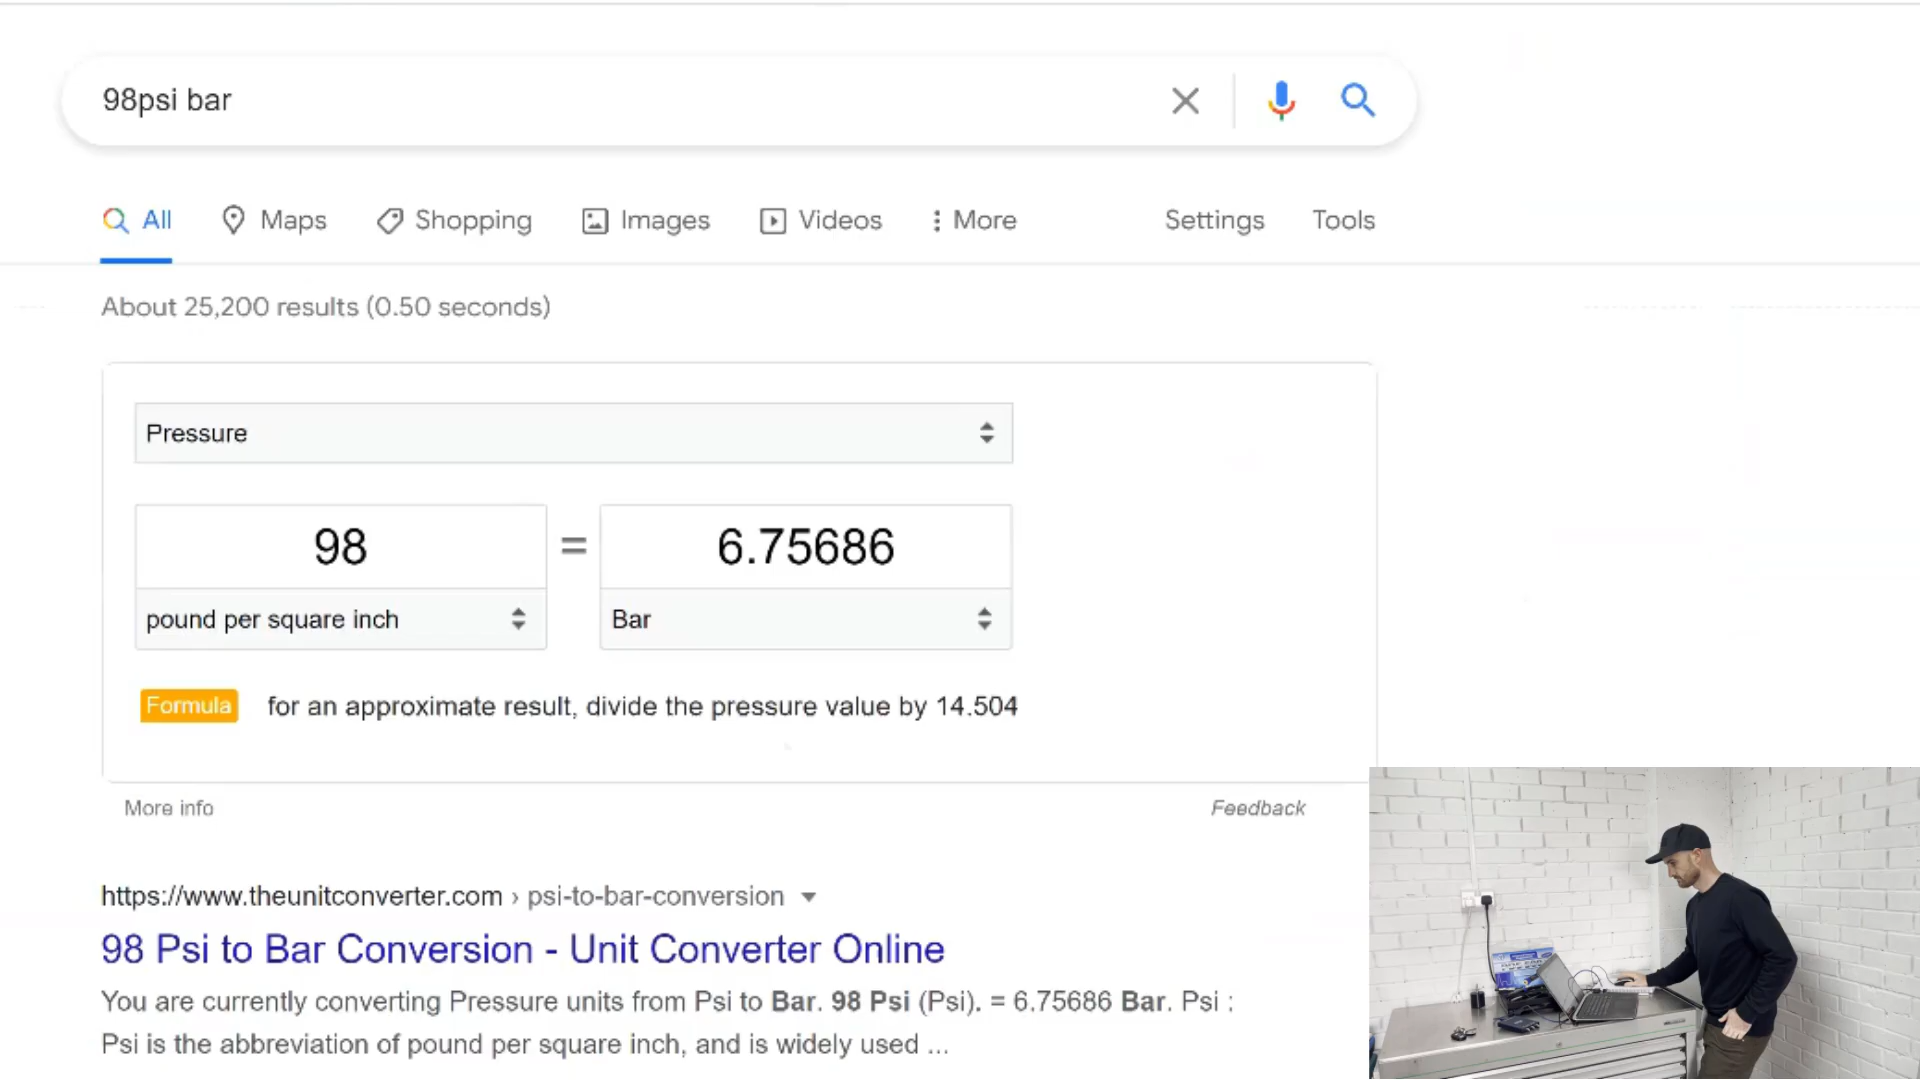 98psi bar
All Maps Shopping Images Videos More Settings Tools
About 25,200 results (0.50 seconds)
Pressure
98 = 6.75686
pound per square inch Bar
Formula for an approximate result, divide the pressure value by 14.504
More info Feedback
https://www.theunitconverter.com › psi-to-bar-conversion
98 Psi to Bar Conversion - Unit Converter Online
You are currently converting Pressure units from Psi to Bar. 98 Psi (Psi). = 6.75686 Bar. Psi :
Psi is the abbreviation of pound per square inch, and is widely used ...